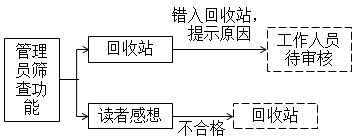 管理
员筛
查功
能
回收站
错入回收站，
提示原因
工作人员
待审核
读者感想
不合格
回收站